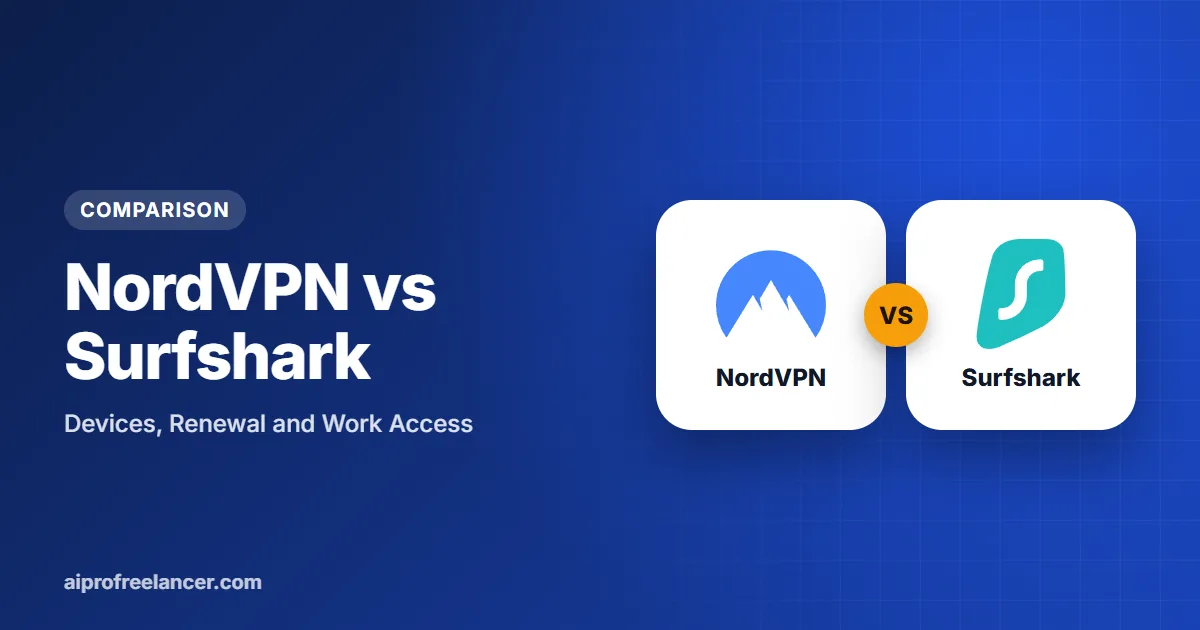 COMPARISON
NordVPN vs
Surfshark
Devices, Renewal and Work Access
NordVPN
VS
Surfshark
aiprofreelancer.com